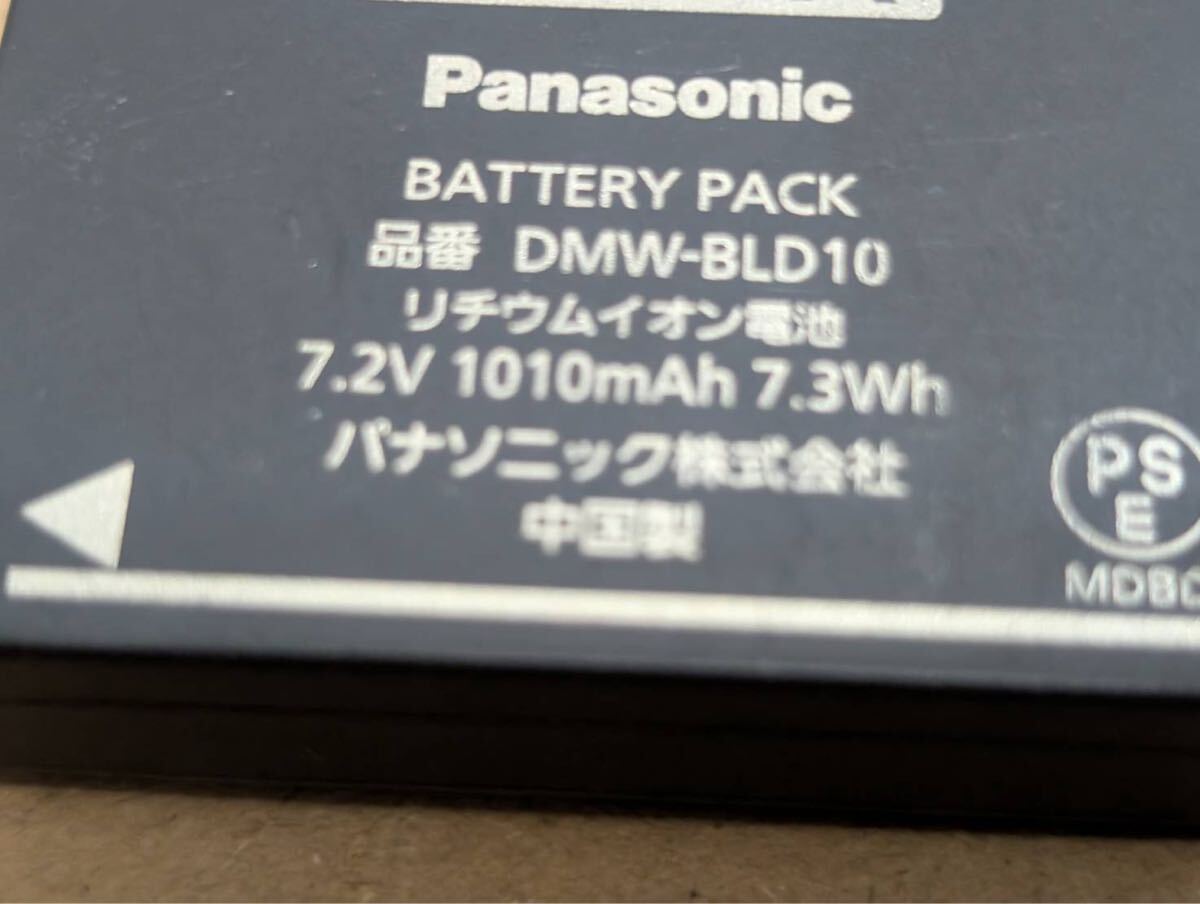 Panasonic
BATTERY PACK
品番 DMW-BLD10
リチウムイオン電池
7.2V 1010mAh 7.3Wh
パナソニック株式会社
中国製
PS
E